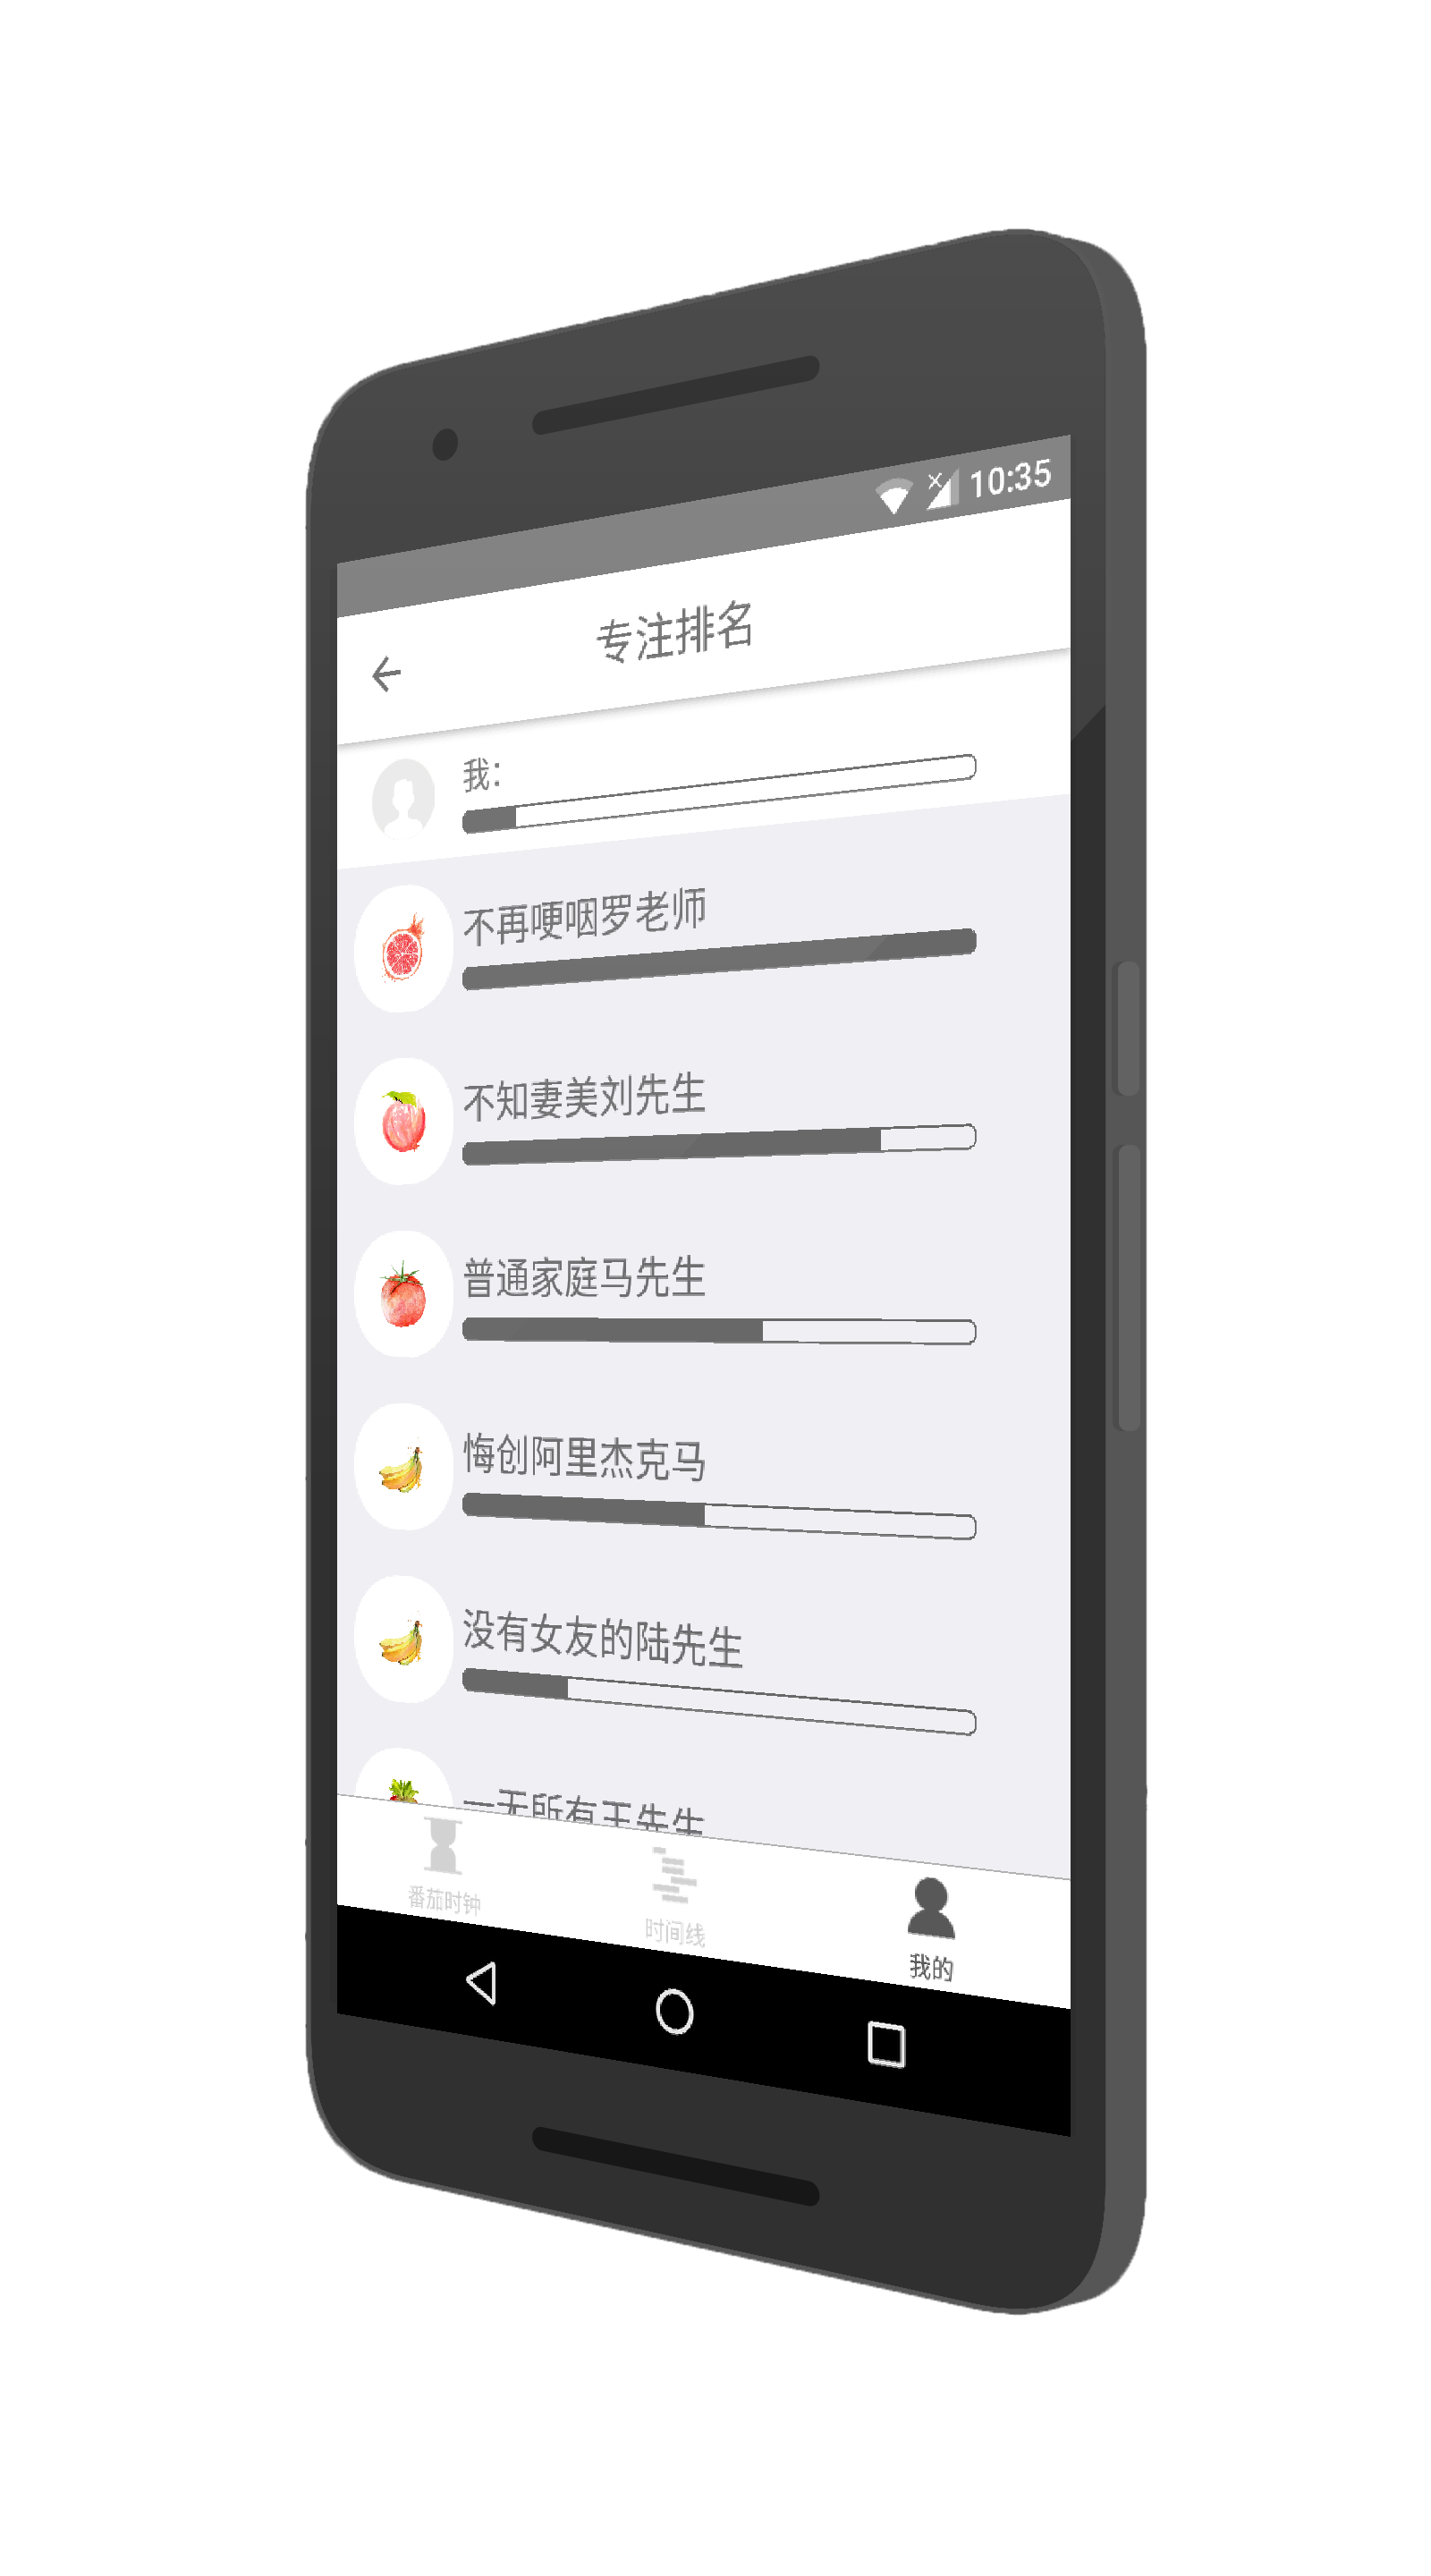 10:35
专注排名
我：
不再哽咽罗老师
不知妻美刘先生
普通家庭马先生
悔创阿里杰克马
没有女友的陆先生
一无所有王先生
番茄时钟
时间线
我的